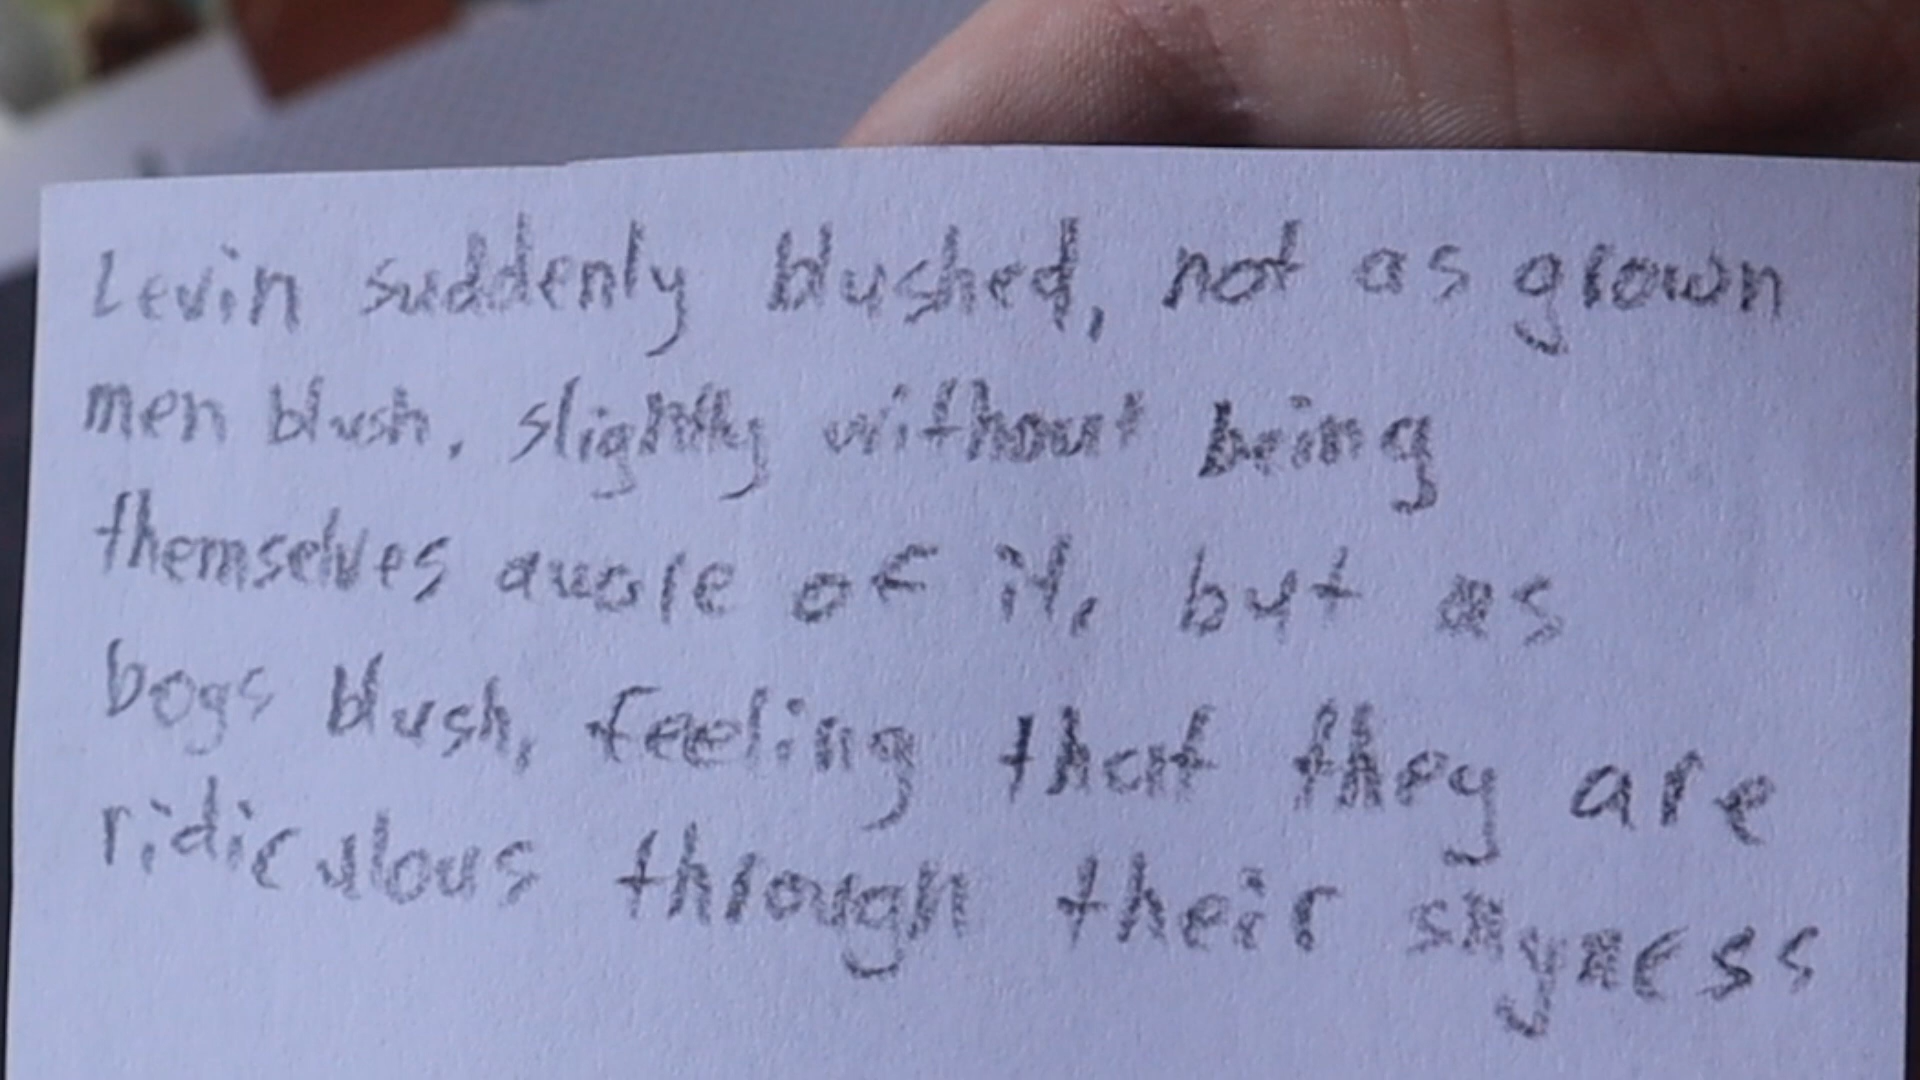 Levin suddenly blushed, not as grown
men blush, slightly without being
themselves aware of it, but as
boys blush, feeling that they are
ridiculous through their shyness